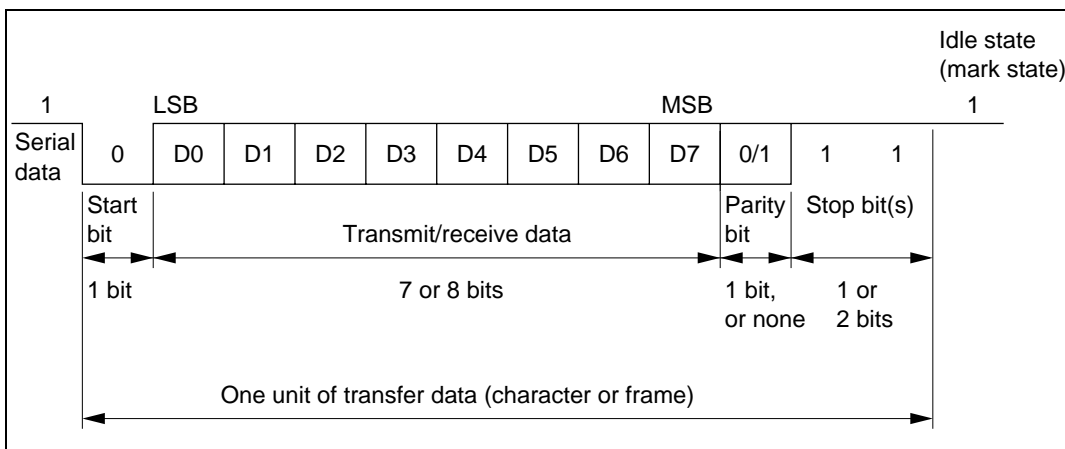 Idle state
(mark state)
1 LSB MSB 1
Serial
data
0 D0 D1 D2 D3 D4 D5 D6 D7 0/1 1 1
Start
bit
Transmit/receive data
Parity
bit
Stop bit(s)
1 bit
7 or 8 bits
1 bit,
or none
1 or
2 bits
One unit of transfer data (character or frame)